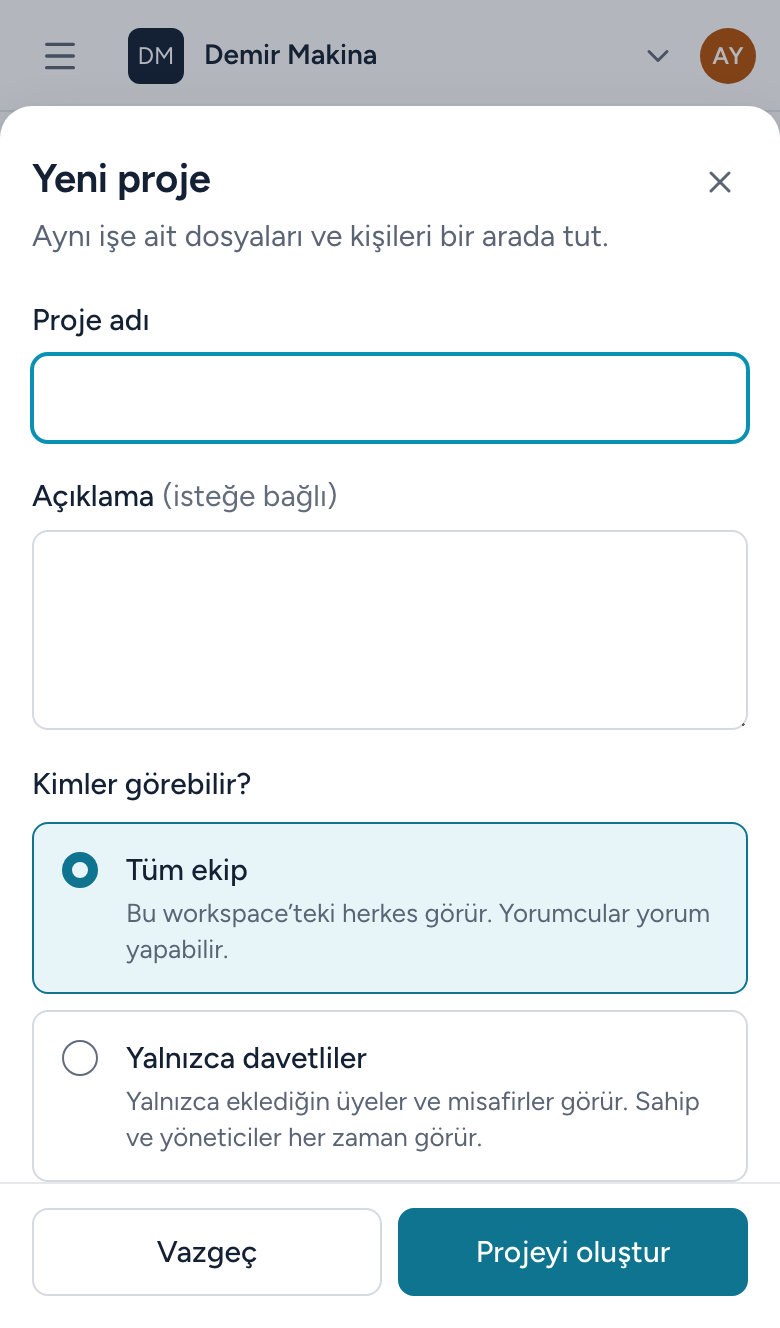 DM
Demir Makina
AY
Yeni proje
Aynı işe ait dosyaları ve kişileri bir arada tut.
Proje adı
Açıklama (isteğe bağlı)
Kimler görebilir?
Tüm ekip
Bu workspace’teki herkes görür. Yorumcular yorum
yapabilir.
Yalnızca davetliler
Yalnızca eklediğin üyeler ve misafirler görür. Sahip
ve yöneticiler her zaman görür.
Vazgeç
Projeyi oluştur